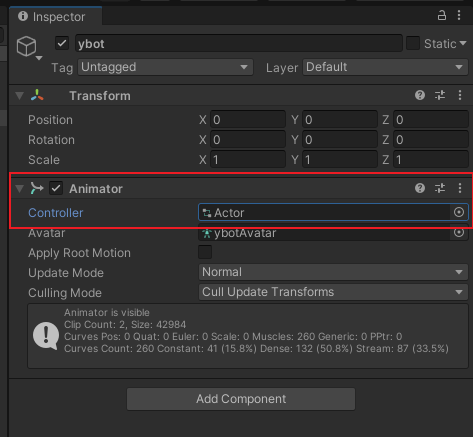 Inspector
ybot
Static
Tag Untagged Layer Default
Transform
Position X 0 Y 0 Z 0
Rotation X 0 Y 0 Z 0
Scale X 1 Y 1 Z 1
Animator
Controller Actor
Avatar ybotAvatar
Apply Root Motion
Update Mode Normal
Culling Mode Cull Update Transforms
Animator is visible
Clip Count: 2, Size: 42984
Curves Pos: 0 Quat: 0 Euler: 0 Scale: 0 Muscles: 260 Generic: 0 PPtr: 0
Curves Count: 260 Constant: 41 (15.8%) Dense: 132 (50.8%) Stream: 87 (33.5%)
Add Component